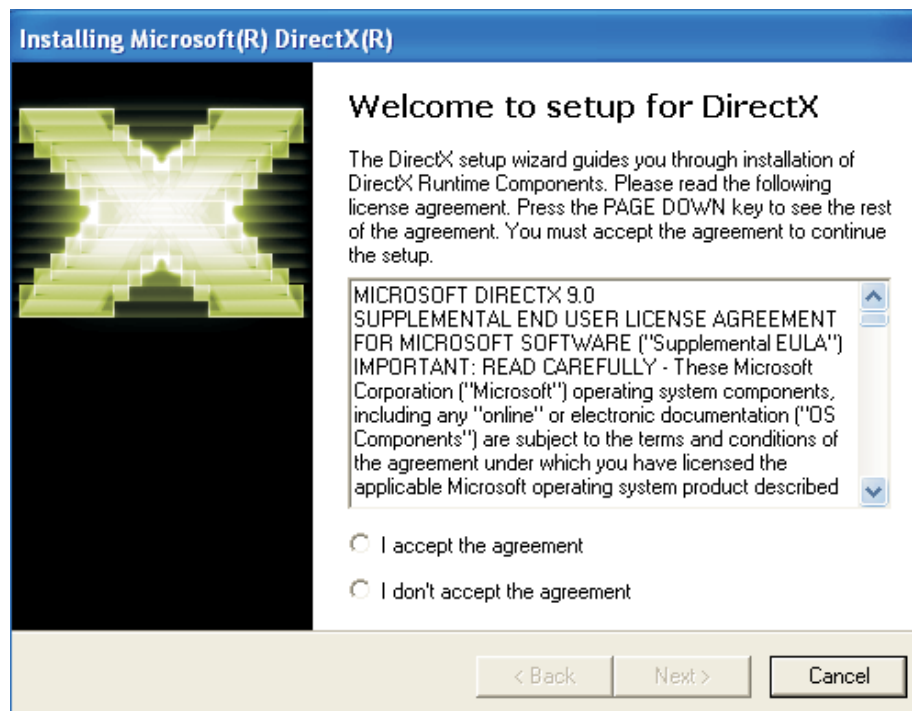 Installing Microsoft(R) DirectX(R)
Welcome to setup for DirectX
The DirectX setup wizard guides you through installation of
DirectX Runtime Components. Please read the following
license agreement. Press the PAGE DOWN key to see the rest
of the agreement. You must accept the agreement to continue
the setup.
MICROSOFT DIRECTX 9.0
SUPPLEMENTAL END USER LICENSE AGREEMENT
FOR MICROSOFT SOFTWARE ("Supplemental EULA")
IMPORTANT: READ CAREFULLY - These Microsoft
Corporation ("Microsoft") operating system components,
including any "online" or electronic documentation ("OS
Components") are subject to the terms and conditions of
the agreement under which you have licensed the
applicable Microsoft operating system product described
I accept the agreement
I don't accept the agreement
< Back
Next >
Cancel